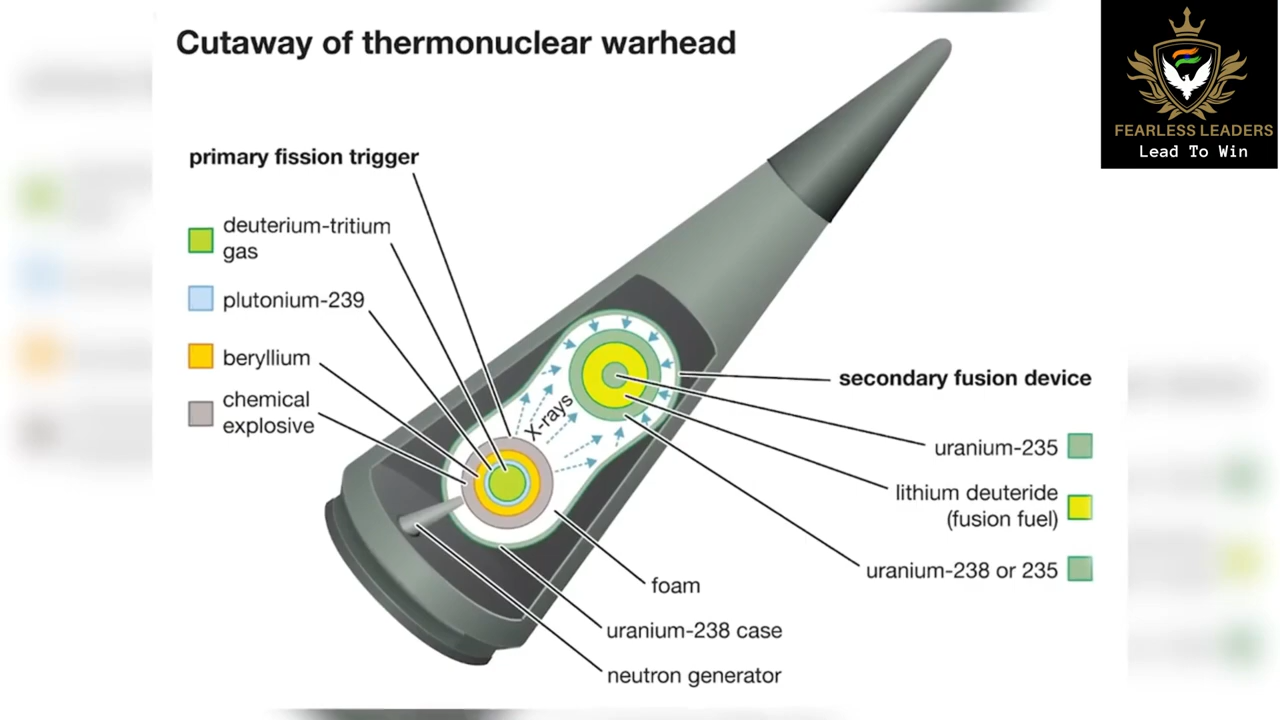 Cutaway of thermonuclear warhead
FEARLESS LEADERS
Lead To Win
primary fission trigger
deuterium-tritium
gas
plutonium-239
beryllium
chemical
explosive
X-rays
secondary fusion device
uranium-235
lithium deuteride
(fusion fuel)
uranium-238 or 235
foam
uranium-238 case
neutron generator